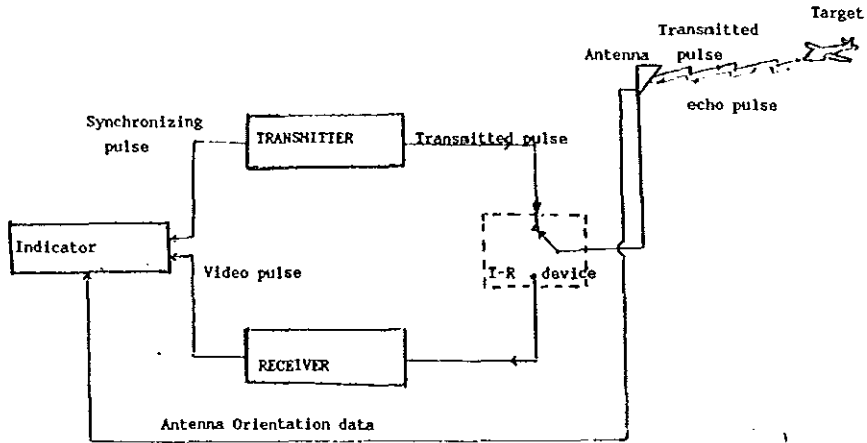 Target
Transmitted
pulse
Antenna
echo pulse
Synchronizing
pulse
TRANSMITTER
Transmitted pulse
Indicator
Video pulse
T-R device
RECEIVER
Antenna Orientation data